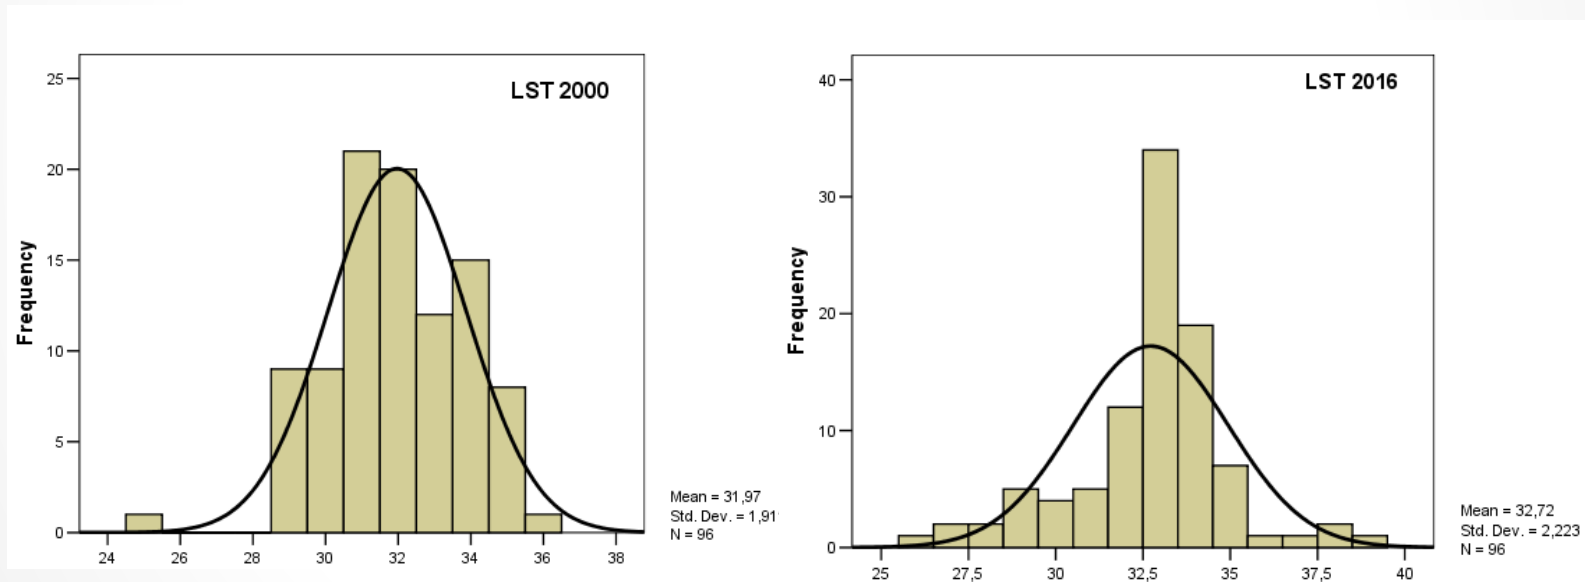 LST 2000
Frequency
25
20
15
10
5
0
24 26 28 30 32 34 36 38
Mean = 31,97
Std. Dev. = 1,91
N = 96
LST 2016
Frequency
40
30
20
10
0
25 27,5 30 32,5 35 37,5 40
Mean = 32,72
Std. Dev. = 2,223
N = 96